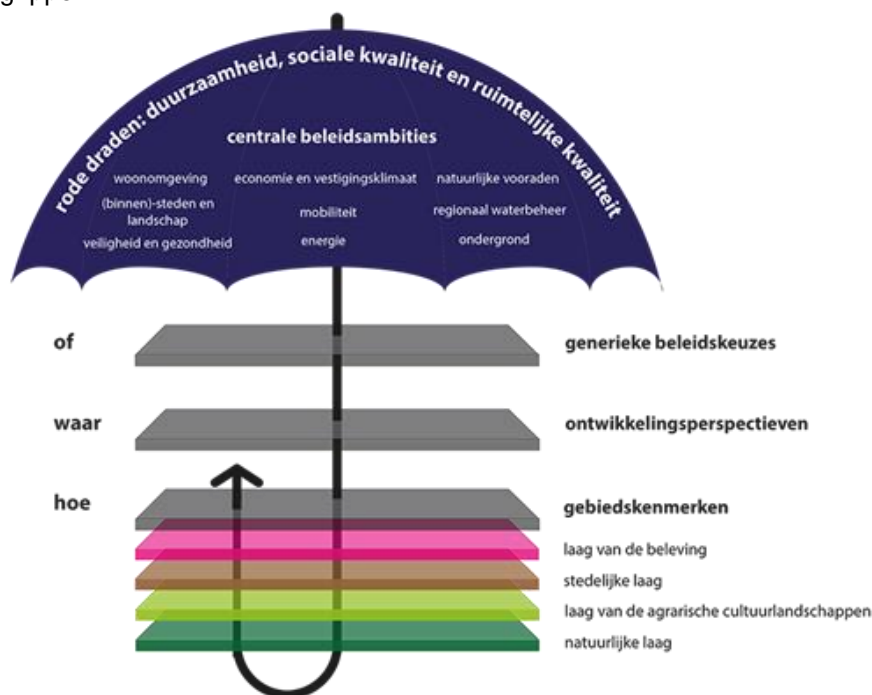 rode draden: duurzaamheid, sociale kwaliteit en ruimtelijke kwaliteit
centrale beleidsambities
woonomgeving economie en vestigingsklimaat natuurlijke vooraden
(binnen)-steden en
landschap mobiliteit regionaal waterbeheer
veiligheid en gezondheid energie ondergrond
of generieke beleidskeuzes
waar ontwikkelingsperspectieven
hoe gebiedskenmerken
laag van de beleving
stedelijke laag
laag van de agrarische cultuurlandschappen
natuurlijke laag